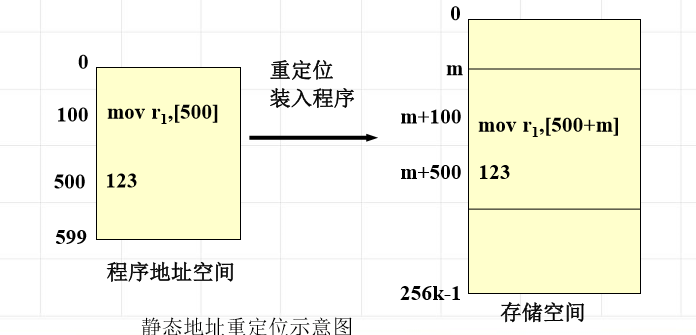 0
100
500
599
mov r1,[500]
123
程序地址空间
重定位
装入程序
0
m
m+100
m+500
256k-1
mov r1,[500+m]
123
存储空间
静态地址重定位示意图